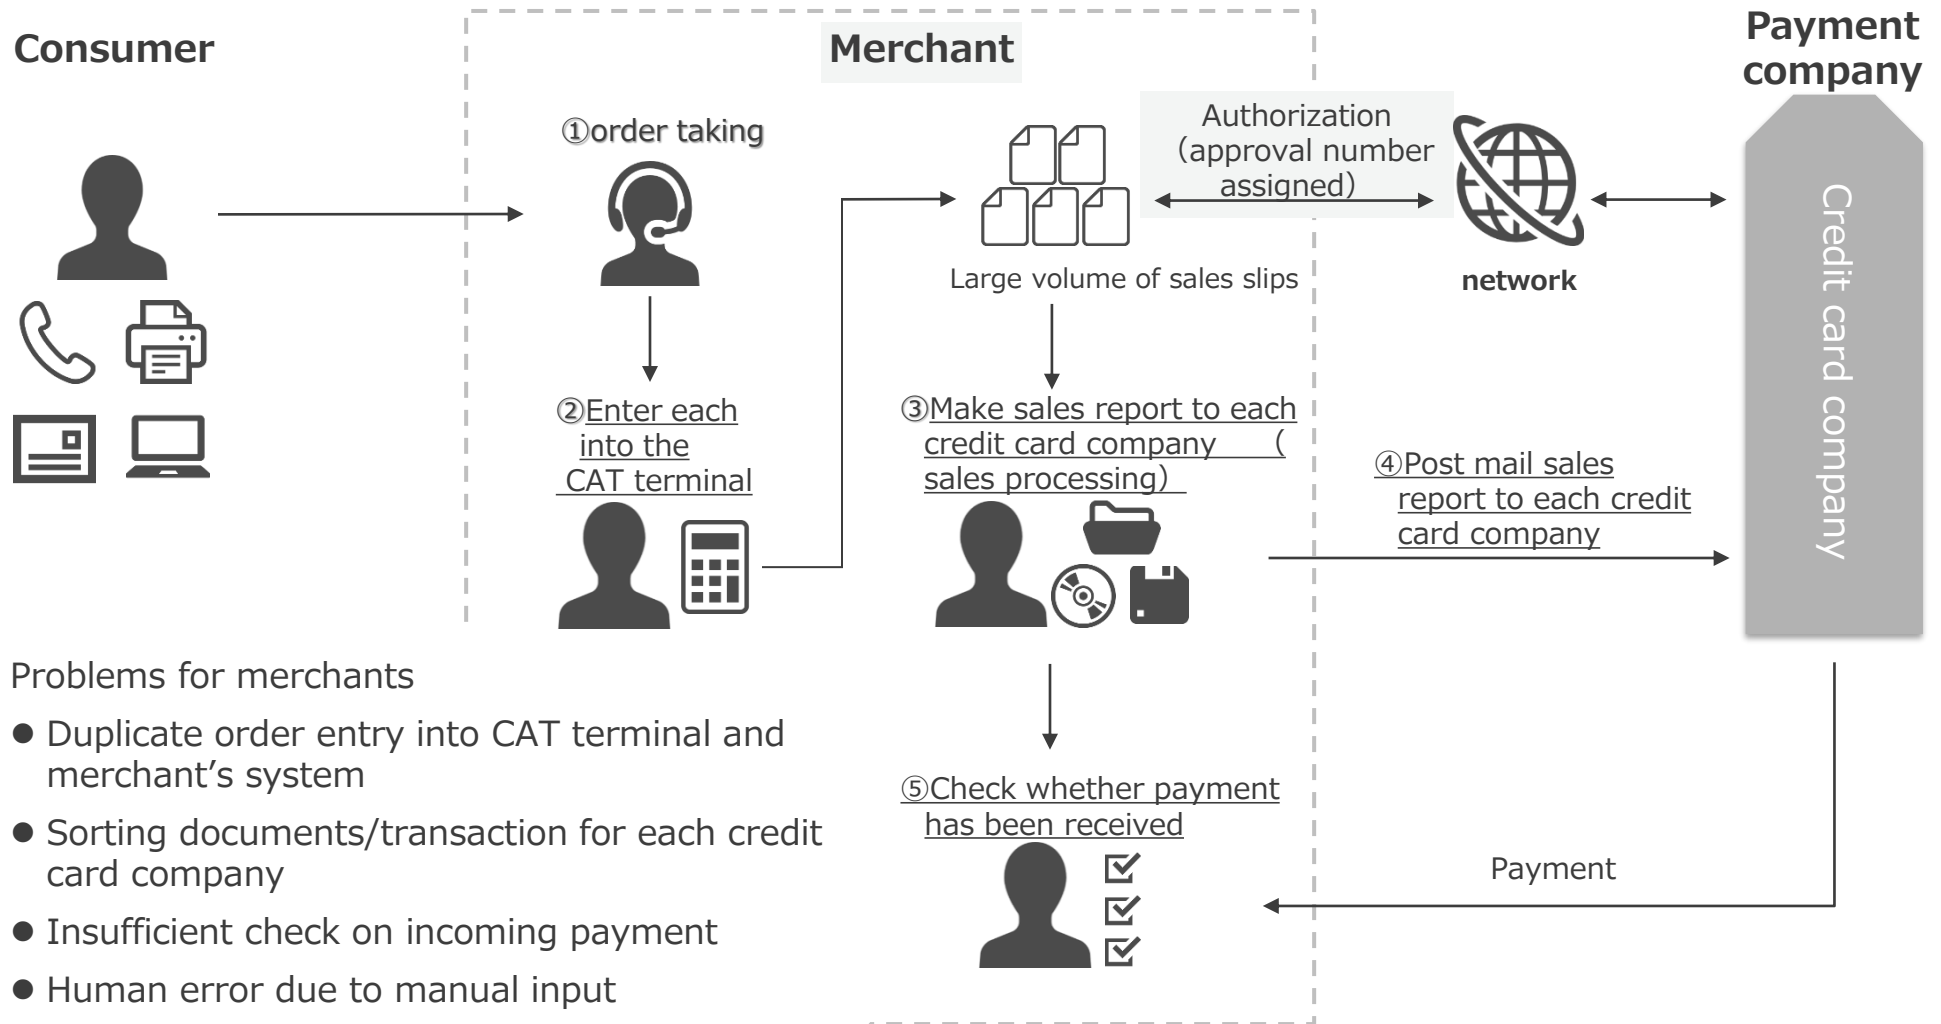 Consumer
Merchant
Payment
company
①order taking
Authorization
（approval number
assigned）
Large volume of sales slips
network
Credit card company
②Enter each
into the
CAT terminal
③Make sales report to each
credit card company （
sales processing）
④Post mail sales
report to each credit
card company
Problems for merchants
● Duplicate order entry into CAT terminal and
merchant’s system
● Sorting documents/transaction for each credit
card company
● Insufficient check on incoming payment
● Human error due to manual input
⑤Check whether payment
has been received
Payment